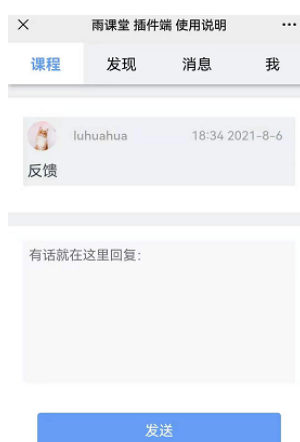 雨课堂 插件端 使用说明
课程 发现 消息 我
luhuahua 18:34 2021-8-6
反馈
有话就在这里回复:
发送